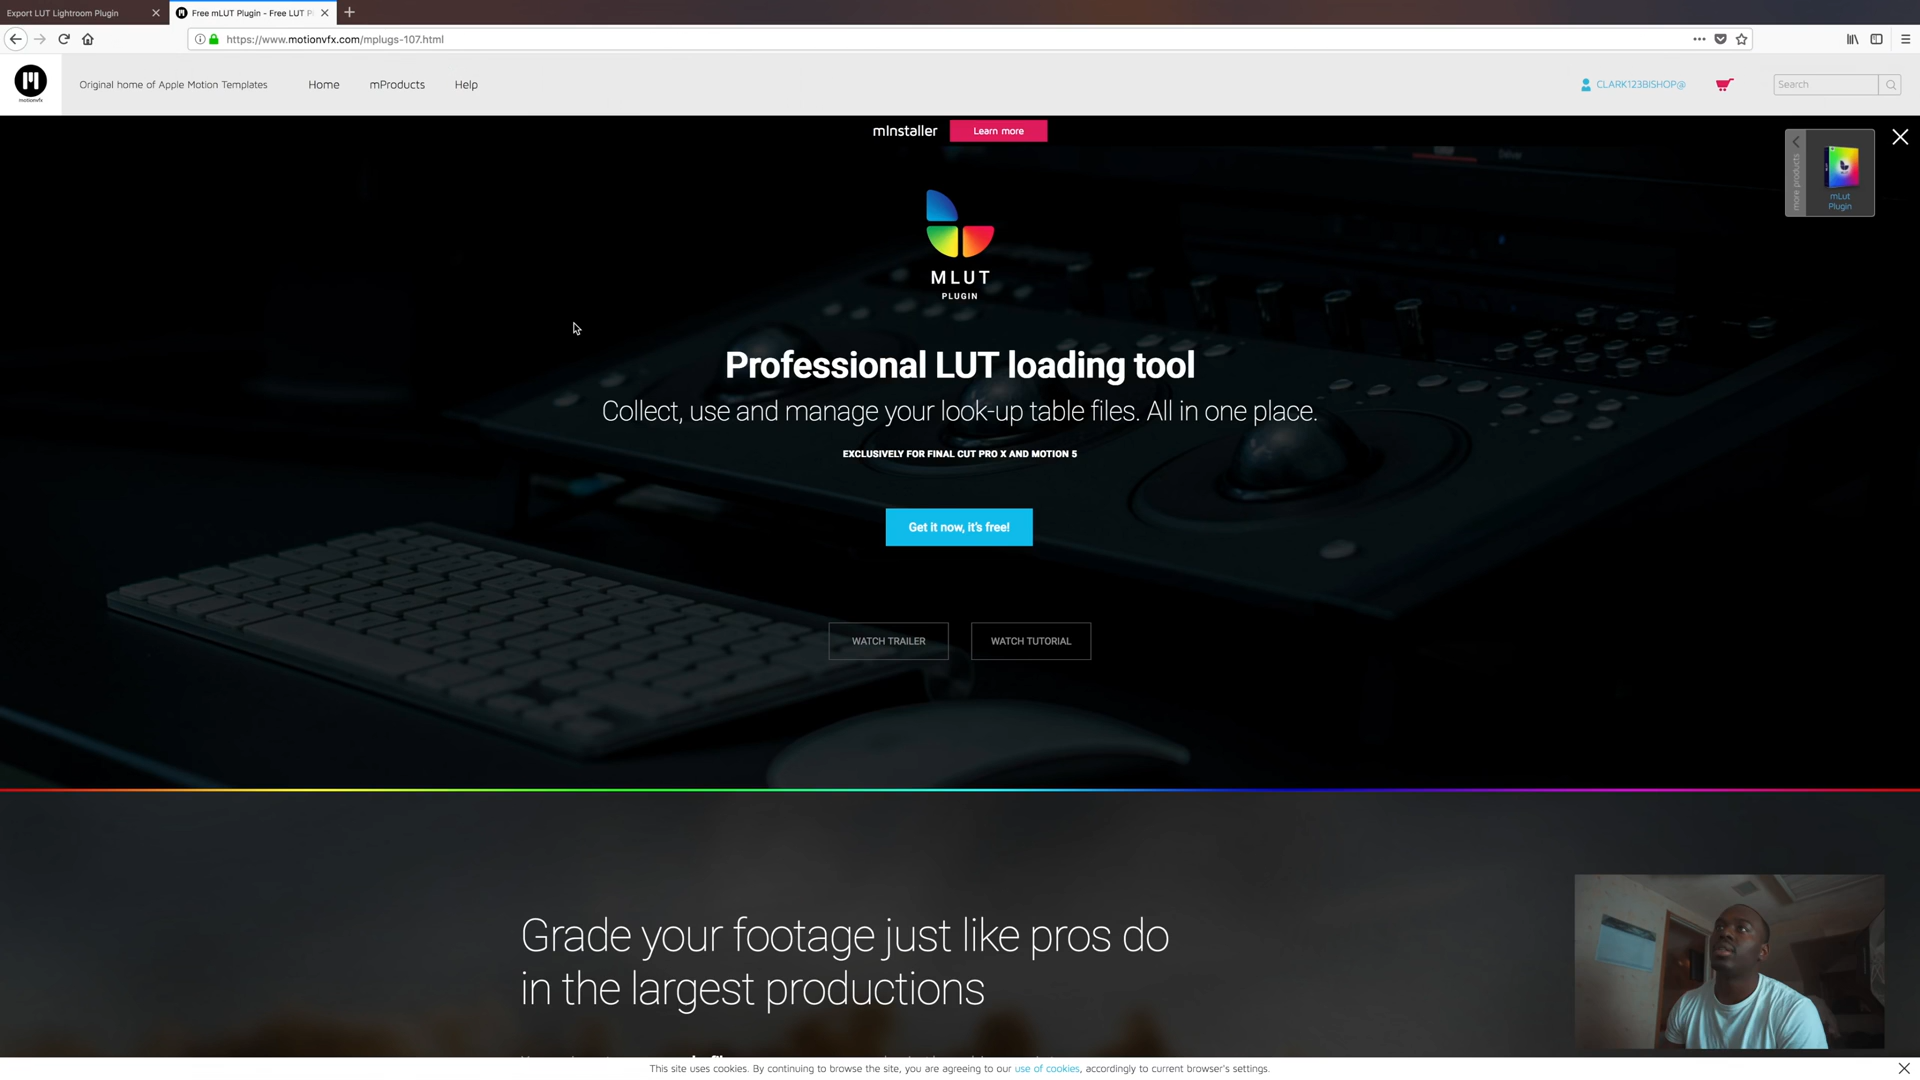 Export LUT Lightroom Plugin
Free mLUT Plugin - Free LUT P
https://www.motionvfx.com/mplugs-107.html
motionvfx
Original home of Apple Motion Templates
Home
mProducts
Help
CLARK123BISHOP@
Search
mInstaller
Learn more
more products
mLut
Plugin
MLUT
PLUGIN
Professional LUT loading tool
Collect, use and manage your look-up table files. All in one place.
EXCLUSIVELY FOR FINAL CUT PRO X AND MOTION 5
Get it now, it's free!
WATCH TRAILER
WATCH TUTORIAL
Grade your footage just like pros do
in the largest productions
This site uses cookies. By continuing to browse the site, you are agreeing to our use of cookies, accordingly to current browser's settings.